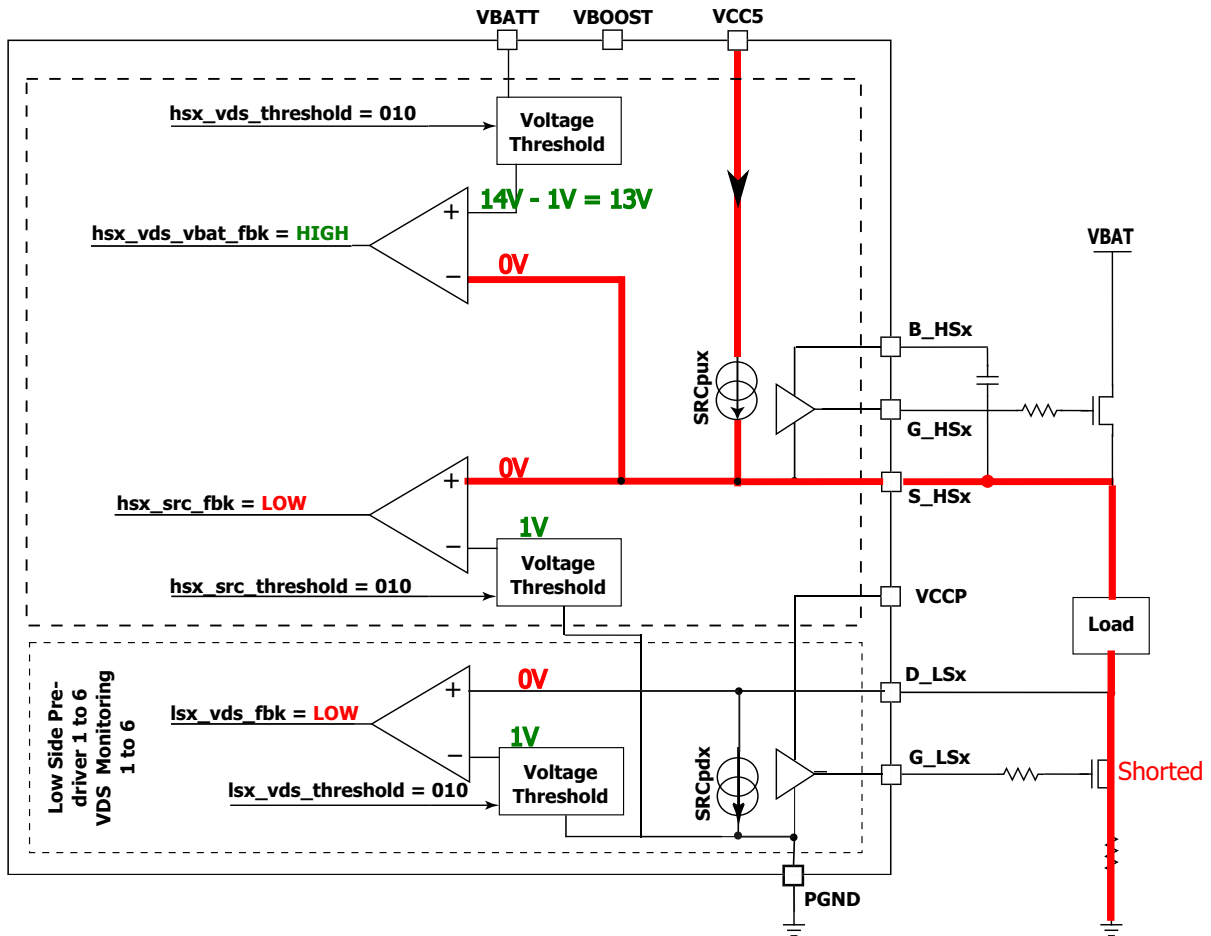 VBATT
VBOOST
VCC5
hsx_vds_threshold = 010
Voltage
Threshold
14V - 1V = 13V
+
hsx_vds_vbat_fbk = HIGH
−
0V
VBAT
B_HSx
SRCpux
G_HSx
0V
+
S_HSx
hsx_src_fbk = LOW
1V
−
Voltage
Threshold
hsx_src_threshold = 010
VCCP
Load
Low Side Pre-
driver 1 to 6
VDS Monitoring
1 to 6
0V
+
D_LSx
lsx_vds_fbk = LOW
1V
−
Voltage
Threshold
lsx_vds_threshold = 010
SRCpdx
G_LSx
Shorted
PGND